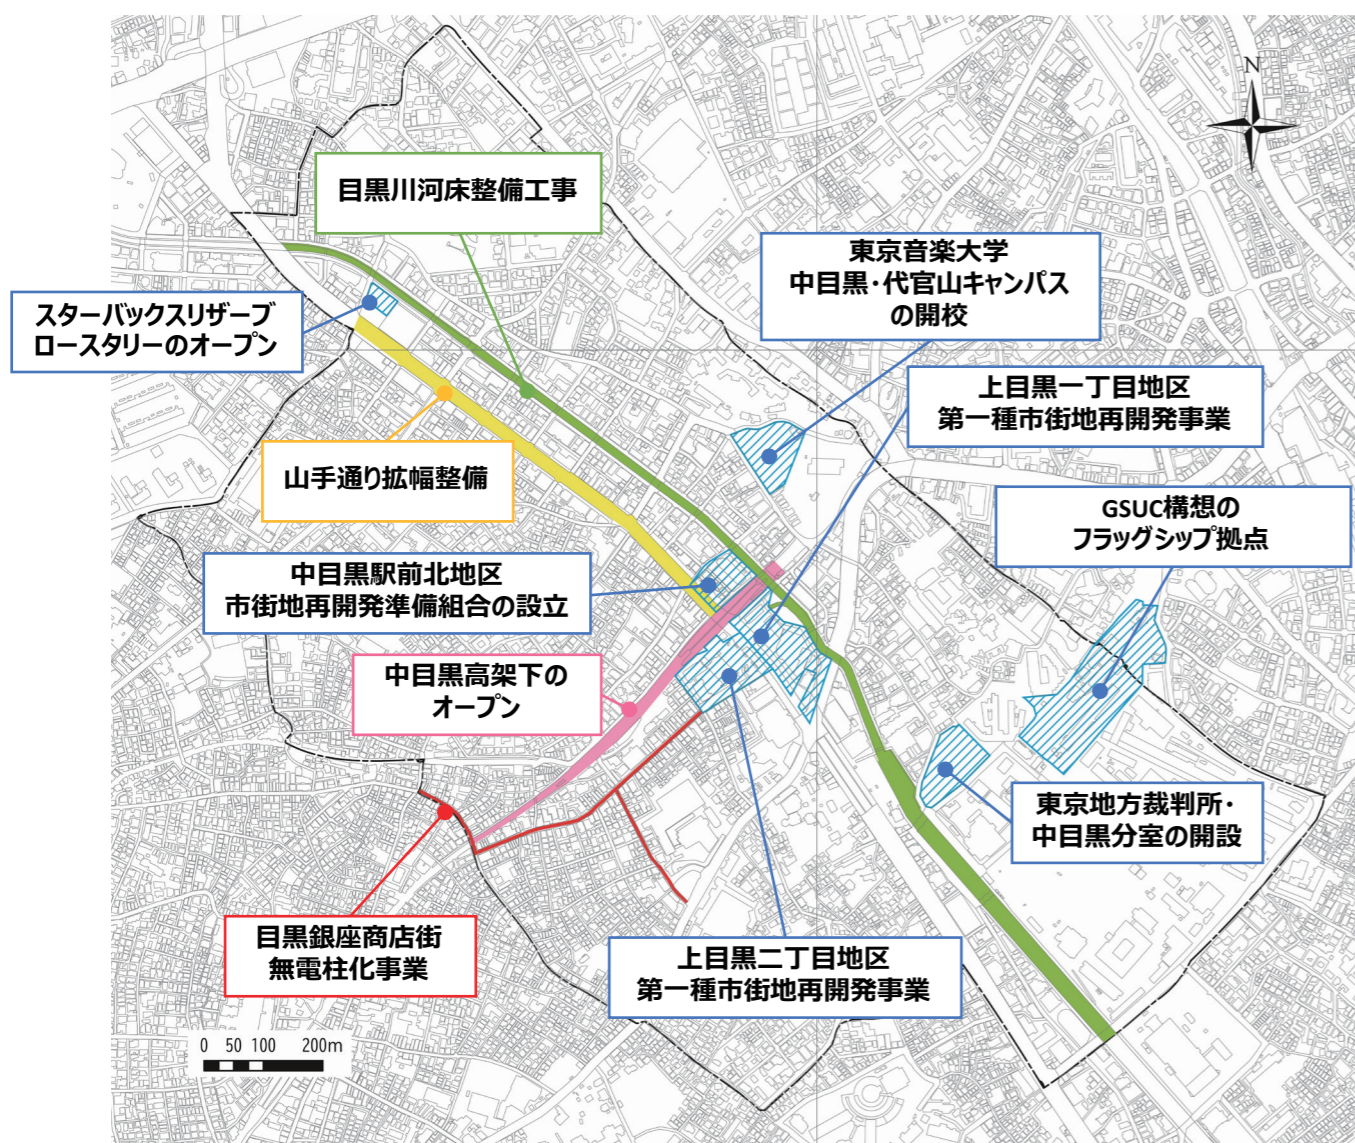 N
目黒川河床整備工事
東京音楽大学
中目黒・代官山キャンパス
の開校
スターバックスリザーブ
ロースタリーのオープン
上目黒一丁目地区
第一種市街地再開発事業
山手通り拡幅整備
GSUC構想の
フラッグシップ拠点
中目黒駅前北地区
市街地再開発準備組合の設立
中目黒高架下の
オープン
東京地方裁判所・
中目黒分室の開設
目黒銀座商店街
無電柱化事業
上目黒二丁目地区
第一種市街地再開発事業
0 50 100 200m